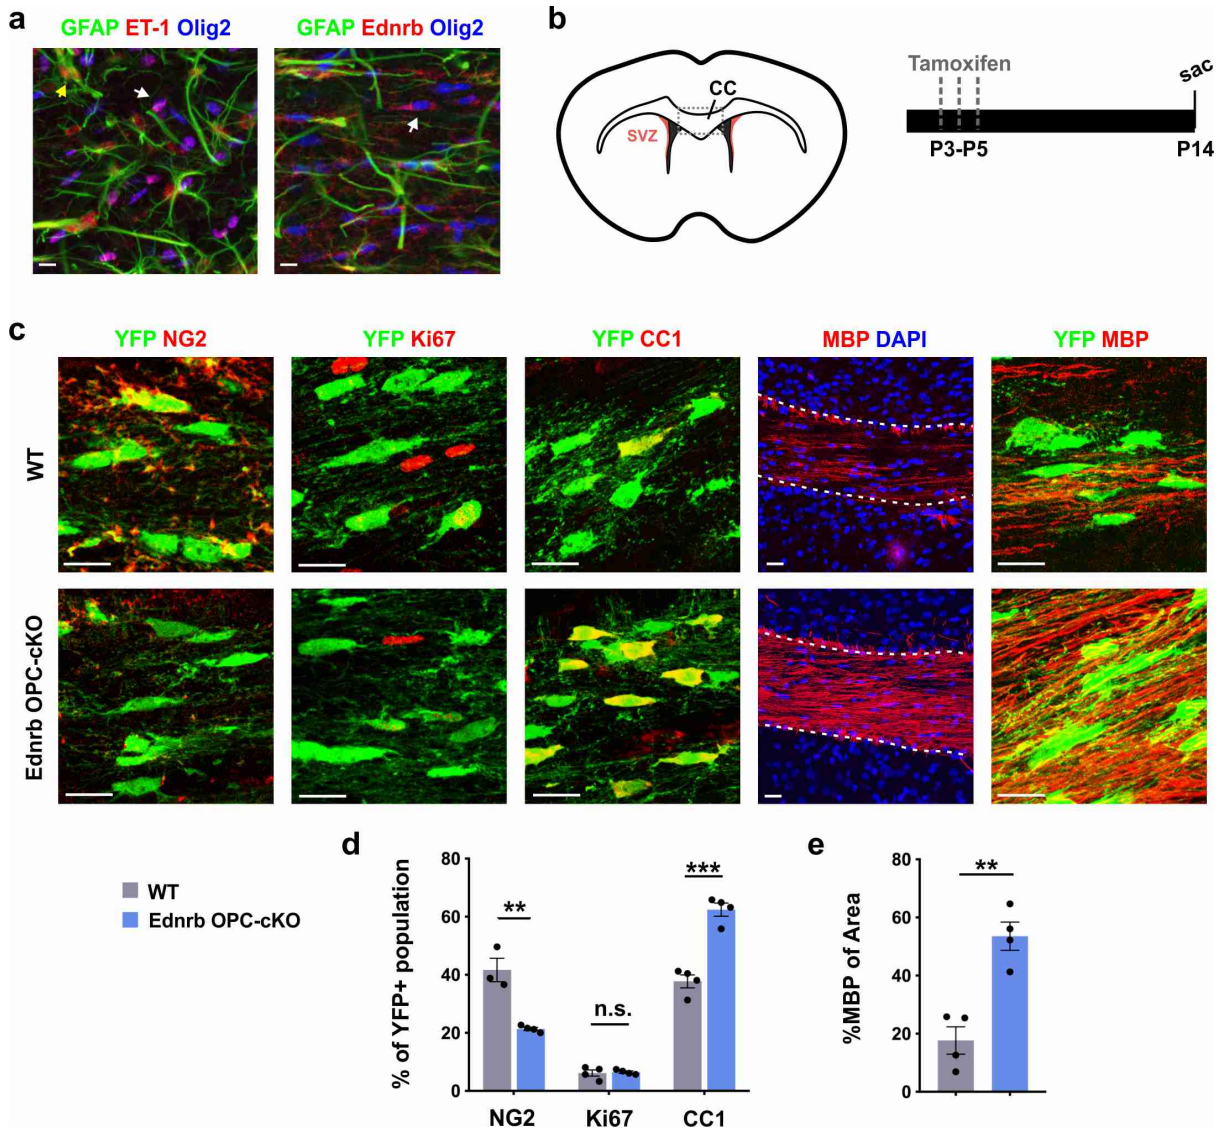 a
GFAP ET-1 Olig2
GFAP Ednrb Olig2
b
CC
SVZ
Tamoxifen
sac
P3-P5
P14
c
YFP NG2
YFP Ki67
YFP CC1
MBP DAPI
YFP MBP
WT
Ednrb OPC-cKO
WT
Ednrb OPC-cKO
d
% of YFP+ population
80
60
40
20
0
**
n.s.
***
NG2
Ki67
CC1
e
%MBP of Area
80
60
40
20
0
**